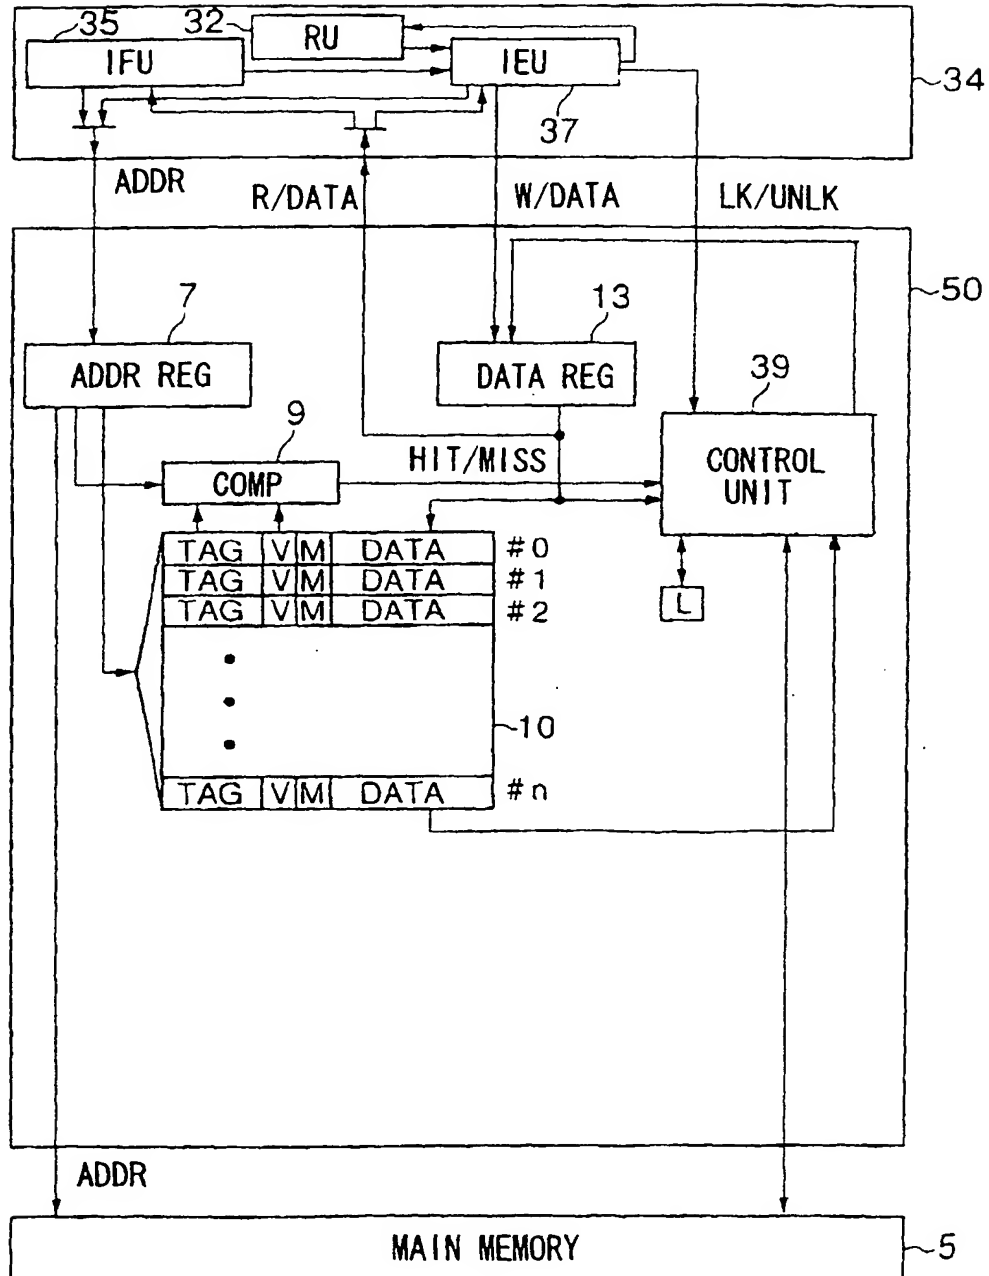 35
32
RU
IFU
IEU
34
37
ADDR
R/DATA
W/DATA
LK/UNLK
50
7
13
ADDR REG
DATA REG
39
9
HIT/MISS
CONTROL
UNIT
COMP
TAG V M DATA #0
TAG V M DATA #1
TAG V M DATA #2
L
10
TAG V M DATA #n
ADDR
MAIN MEMORY
5